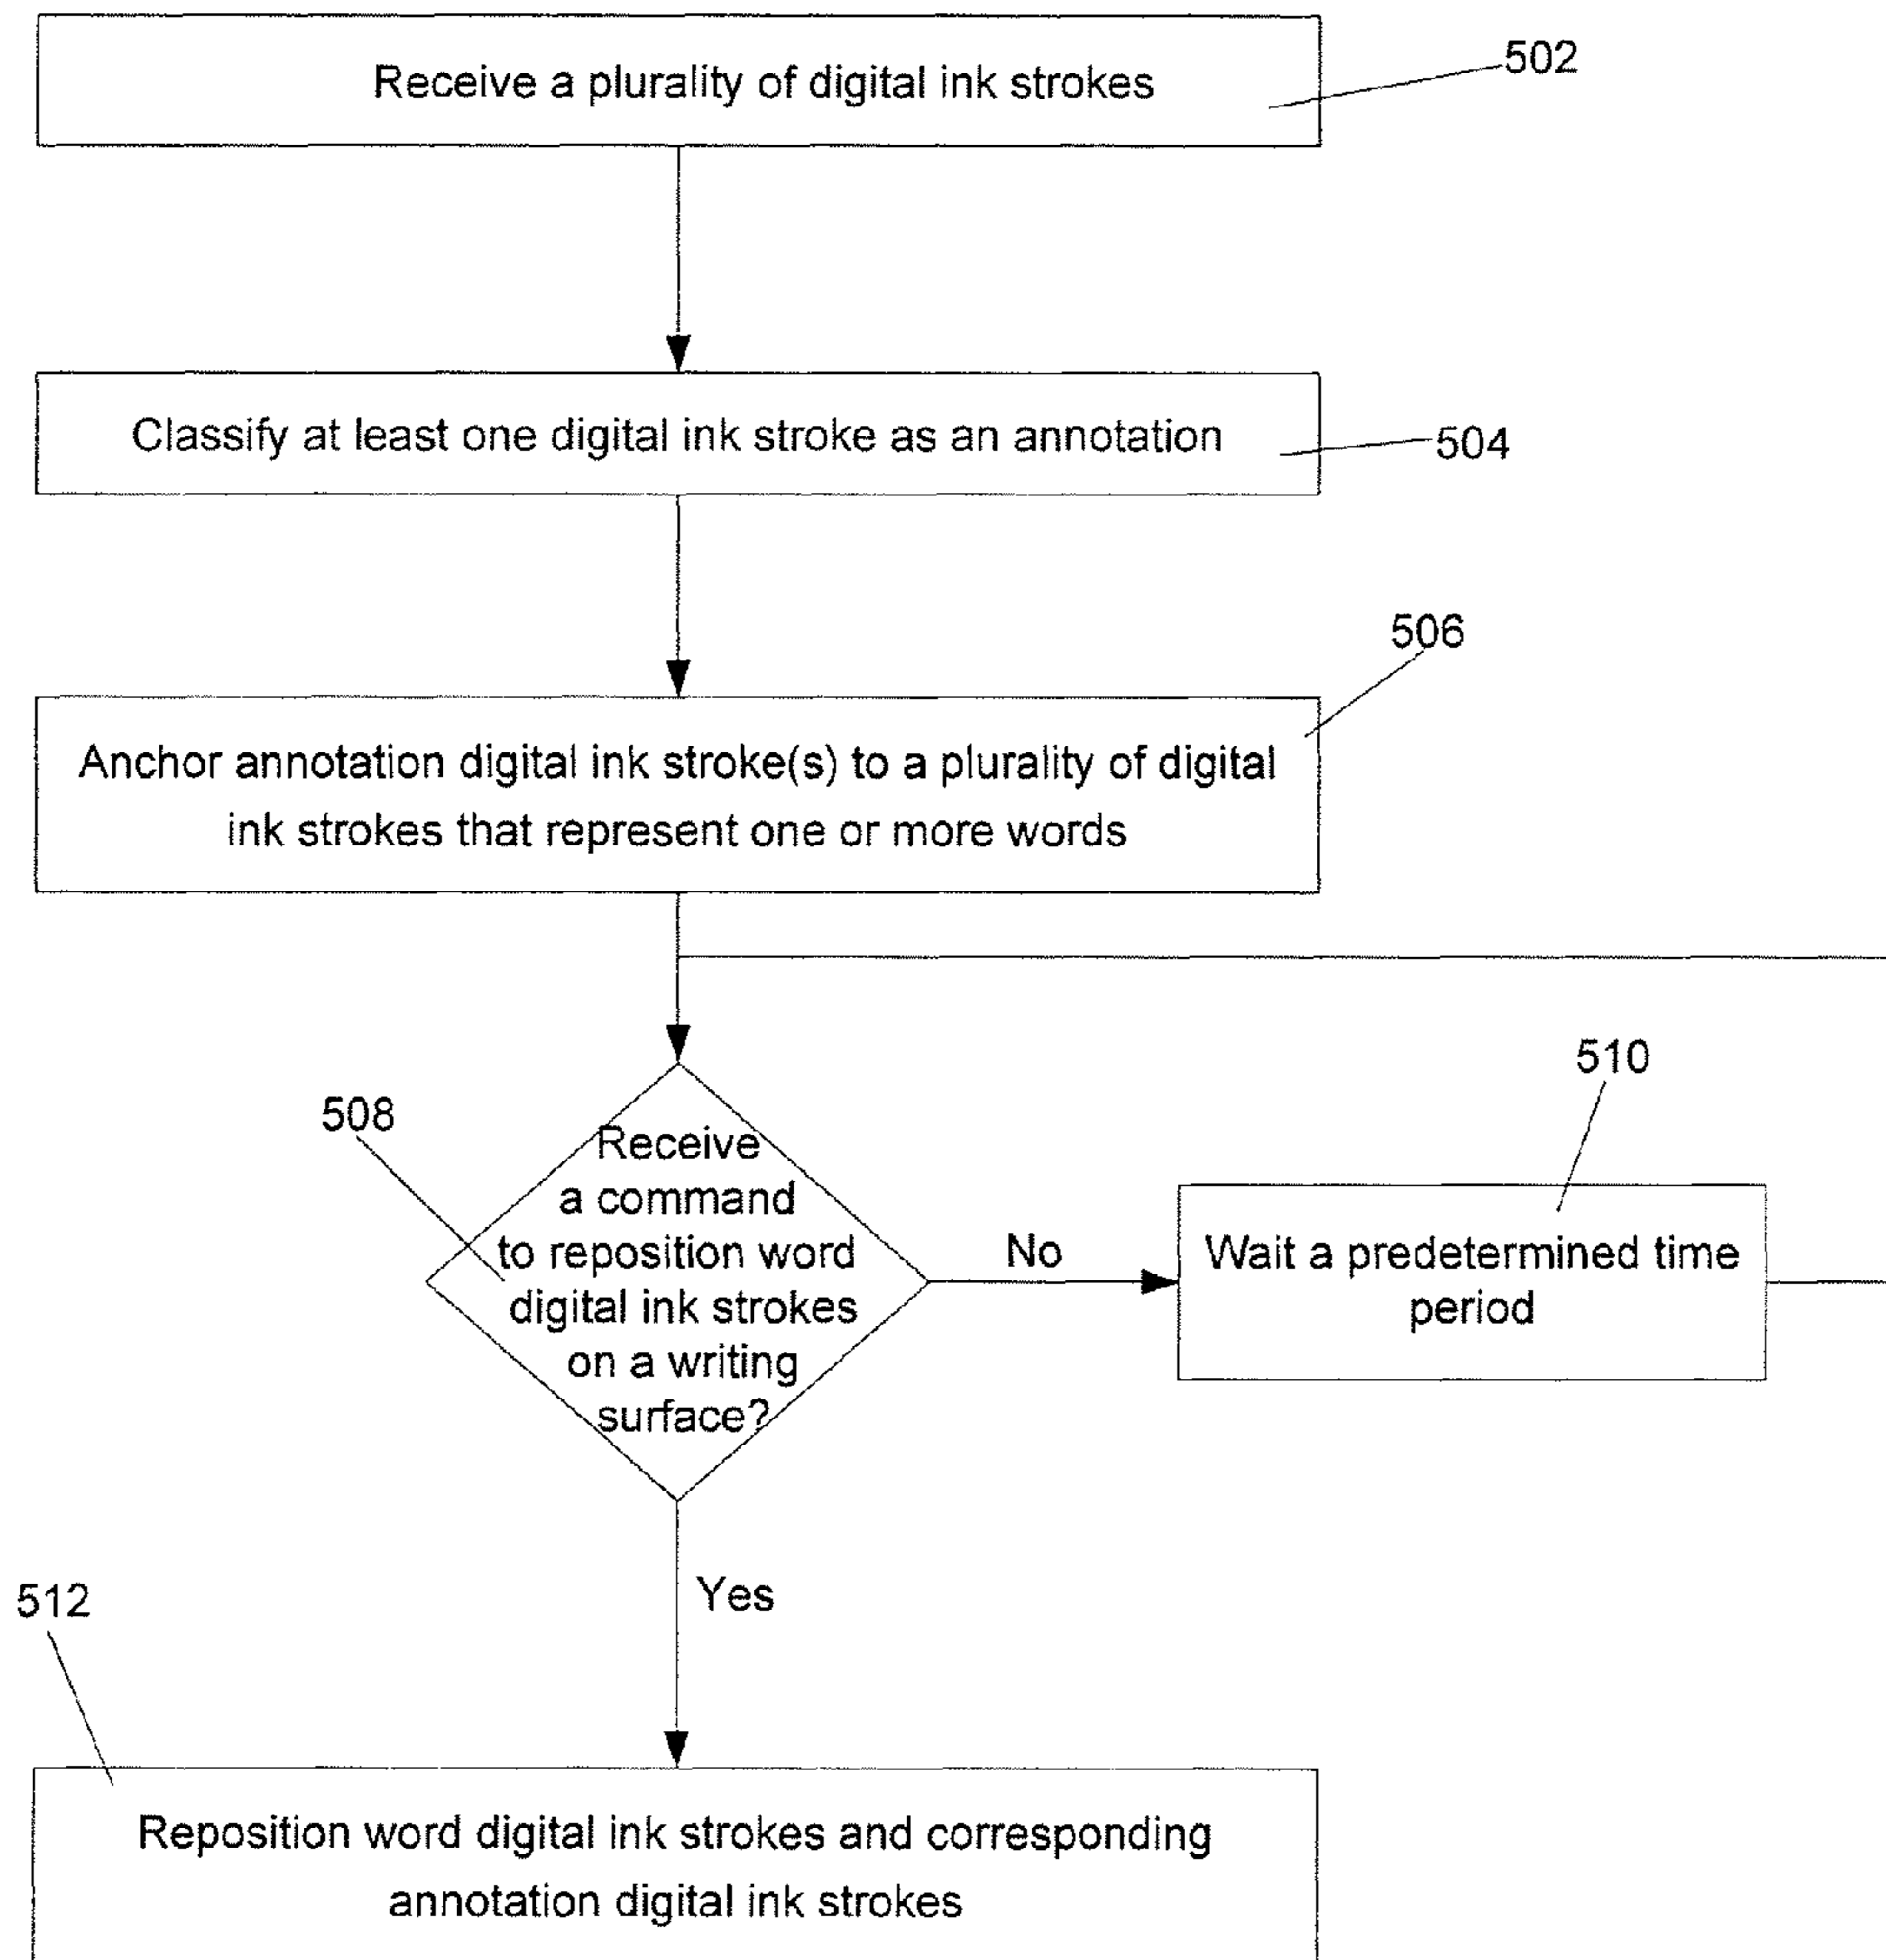 Receive a plurality of digital ink strokes
502
Classify at least one digital ink stroke as an annotation
504
506
Anchor annotation digital ink stroke(s) to a plurality of digital
ink strokes that represent one or more words
508
Receive
a command
to reposition word
digital ink strokes
on a writing
surface?
No
510
Wait a predetermined time
period
Yes
512
Reposition word digital ink strokes and corresponding
annotation digital ink strokes